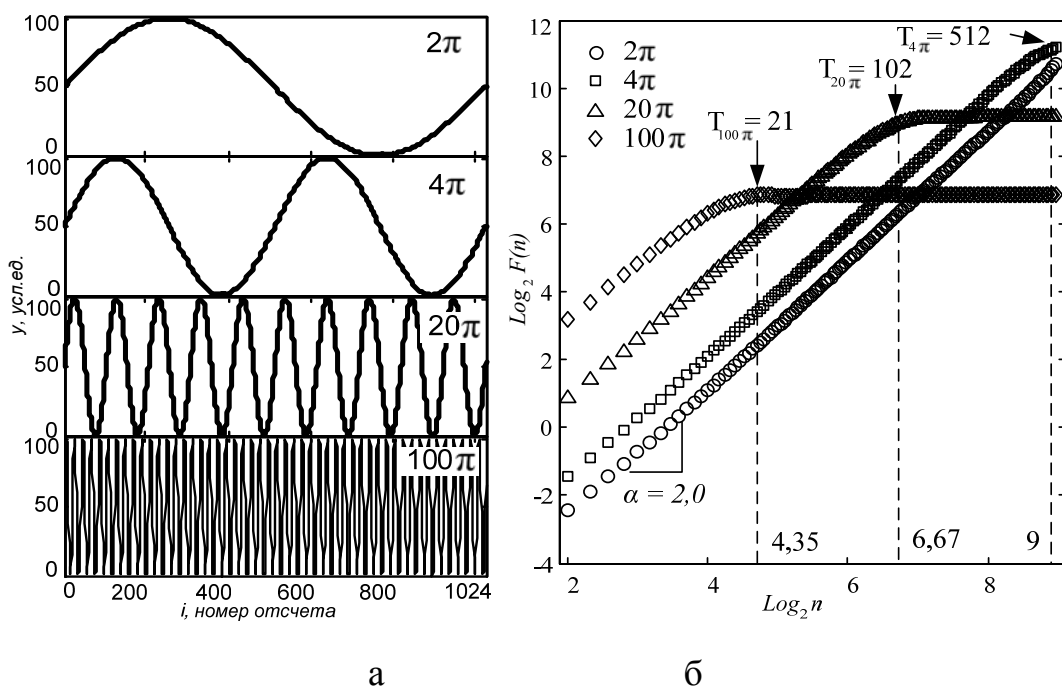 100
50
0
2π
100
50
0
4π
100
50
0
20π
100
50
0
100π
y, усл.ед.
0 200 400 600 800 1024
i, номер отсчета
а
12
10
8
6
4
2
0
-2
-4
Log₂ F(n)
2π
4π
20π
100π
T₄π = 512
T₂₀π = 102
T₁₀₀π = 21
α = 2,0
4,35
6,67
9
2 4 6 8
Log₂ n
б